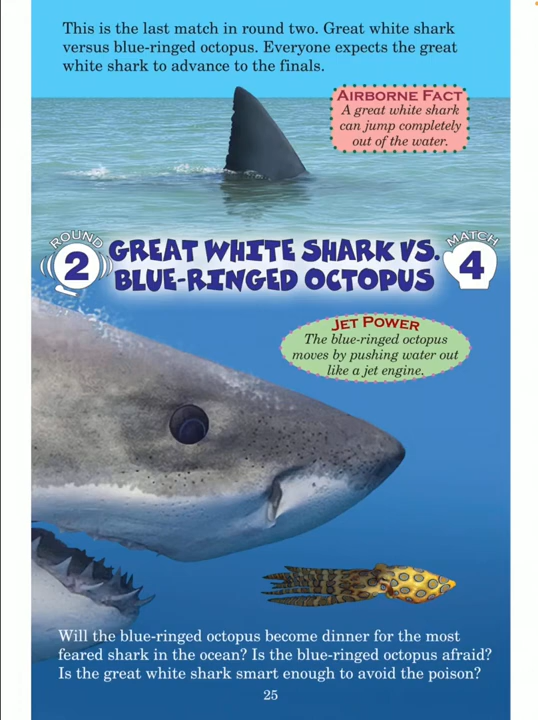 This is the last match in round two. Great white shark
versus blue-ringed octopus. Everyone expects the great
white shark to advance to the finals.
AIRBORNE FACT
A great white shark
can jump completely
out of the water.
ROUND
2
GREAT WHITE SHARK VS.
BLUE-RINGED OCTOPUS
MATCH
4
JET POWER
The blue-ringed octopus
moves by pushing water out
like a jet engine.
Will the blue-ringed octopus become dinner for the most
feared shark in the ocean? Is the blue-ringed octopus afraid?
Is the great white shark smart enough to avoid the poison?
25